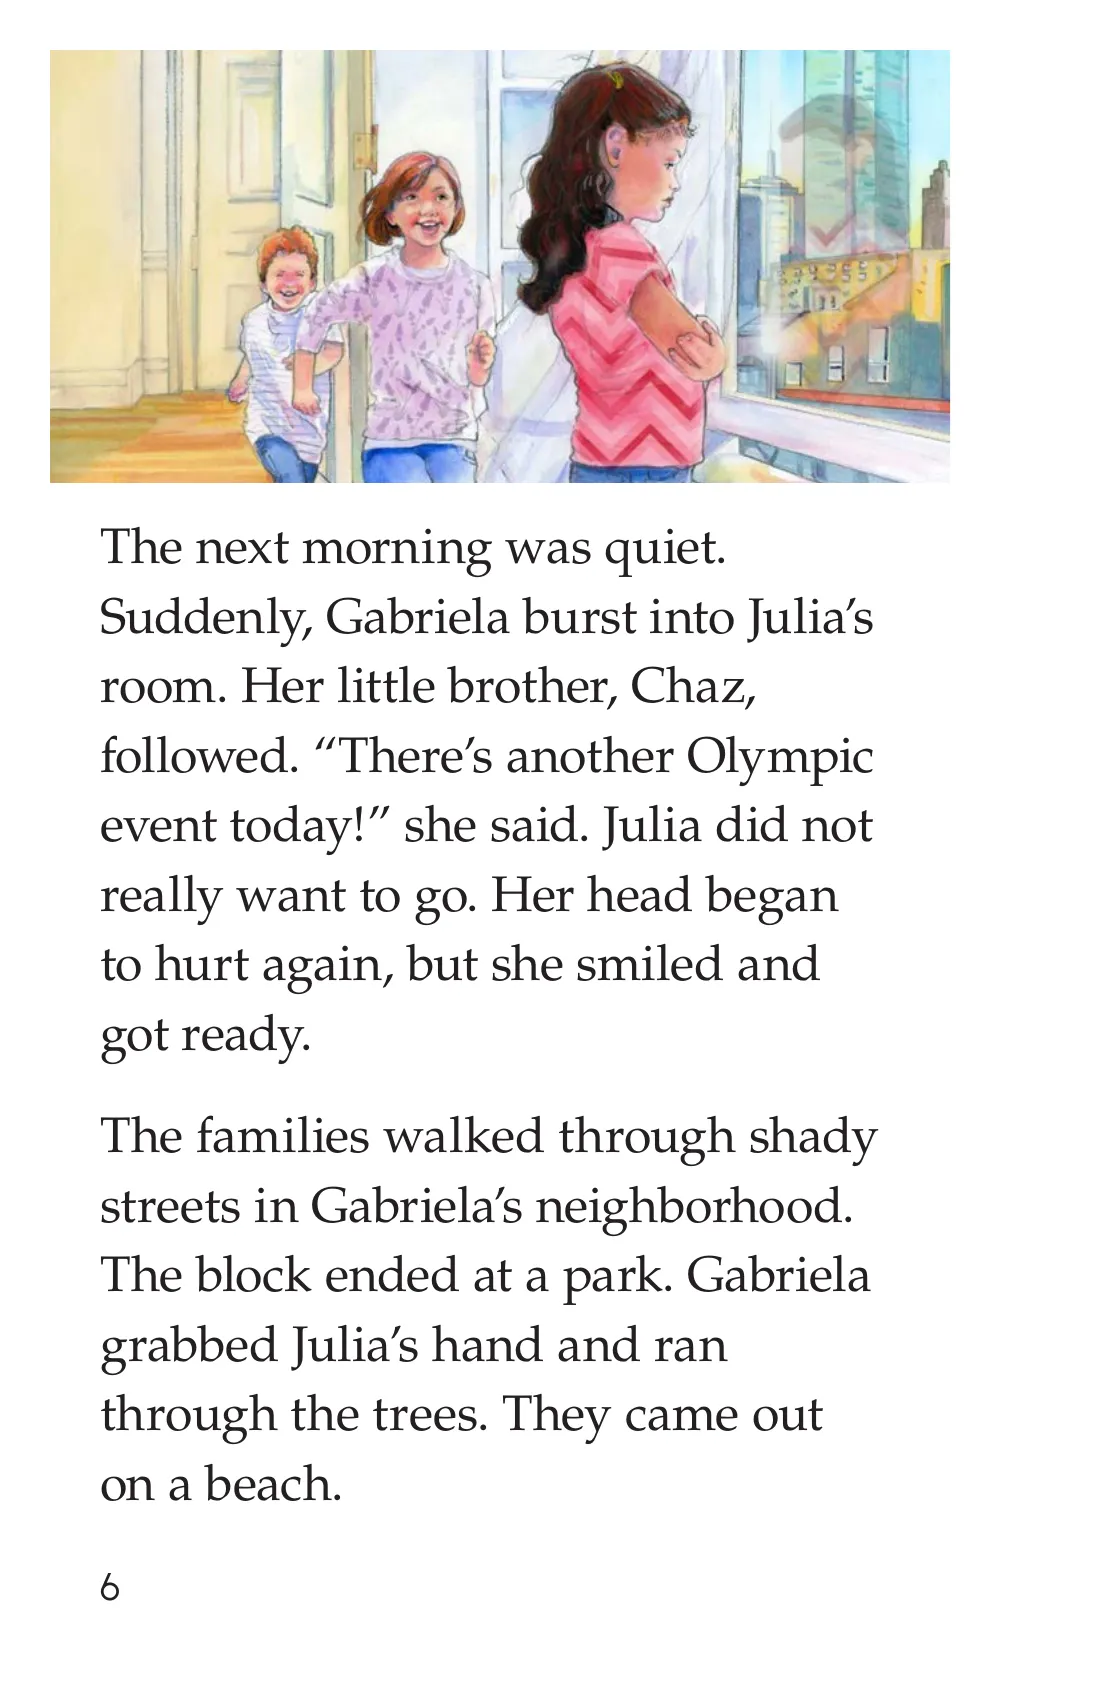 The next morning was quiet.
Suddenly, Gabriela burst into Julia’s
room. Her little brother, Chaz,
followed. “There’s another Olympic
event today!” she said. Julia did not
really want to go. Her head began
to hurt again, but she smiled and
got ready.
The families walked through shady
streets in Gabriela’s neighborhood.
The block ended at a park. Gabriela
grabbed Julia’s hand and ran
through the trees. They came out
on a beach.
6